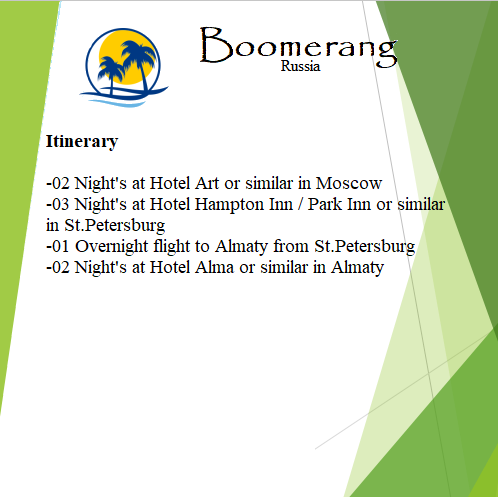 Boomerang
Russia
Itinerary
-02 Night's at Hotel Art or similar in Moscow
-03 Night's at Hotel Hampton Inn / Park Inn or similar
in St.Petersburg
-01 Overnight flight to Almaty from St.Petersburg
-02 Night's at Hotel Alma or similar in Almaty